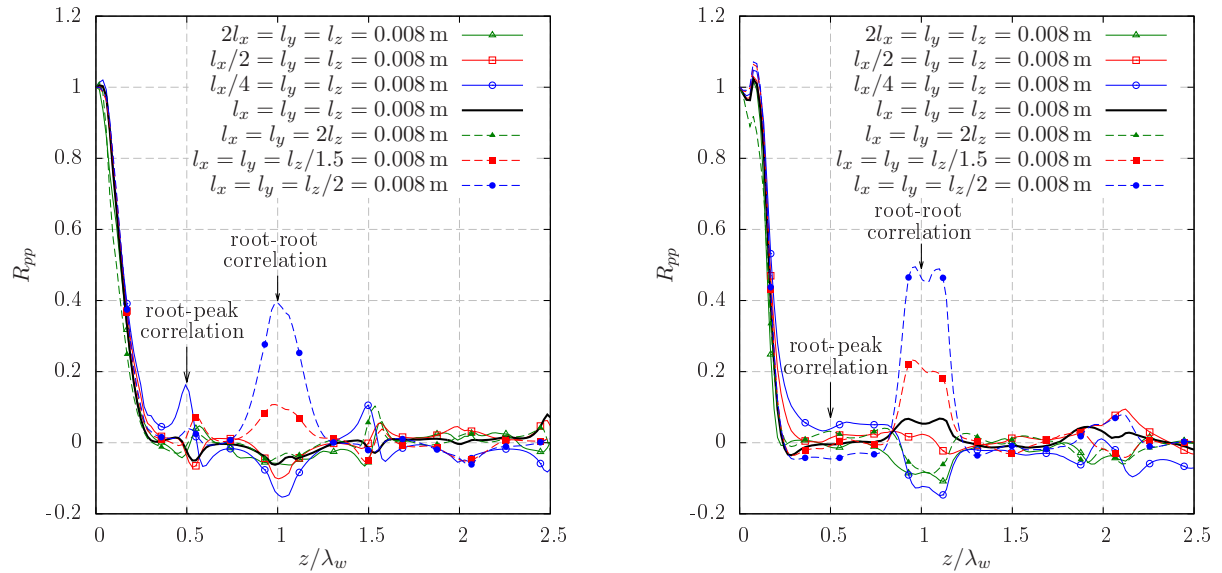 1.2
1
0.8
0.6
0.4
0.2
0
-0.2
0
0.5
1
1.5
2
2.5
R_{pp}
z/λ_w
2l_x = l_y = l_z = 0.008 m
l_x/2 = l_y = l_z = 0.008 m
l_x/4 = l_y = l_z = 0.008 m
l_x = l_y = l_z = 0.008 m
l_x = l_y = 2l_z = 0.008 m
l_x = l_y = l_z/1.5 = 0.008 m
l_x = l_y = l_z/2 = 0.008 m
root-root
correlation
root-peak
correlation
1.2
1
0.8
0.6
0.4
0.2
0
-0.2
0
0.5
1
1.5
2
2.5
R_{pp}
z/λ_w
2l_x = l_y = l_z = 0.008 m
l_x/2 = l_y = l_z = 0.008 m
l_x/4 = l_y = l_z = 0.008 m
l_x = l_y = l_z = 0.008 m
l_x = l_y = 2l_z = 0.008 m
l_x = l_y = l_z/1.5 = 0.008 m
l_x = l_y = l_z/2 = 0.008 m
root-root
correlation
root-peak
correlation